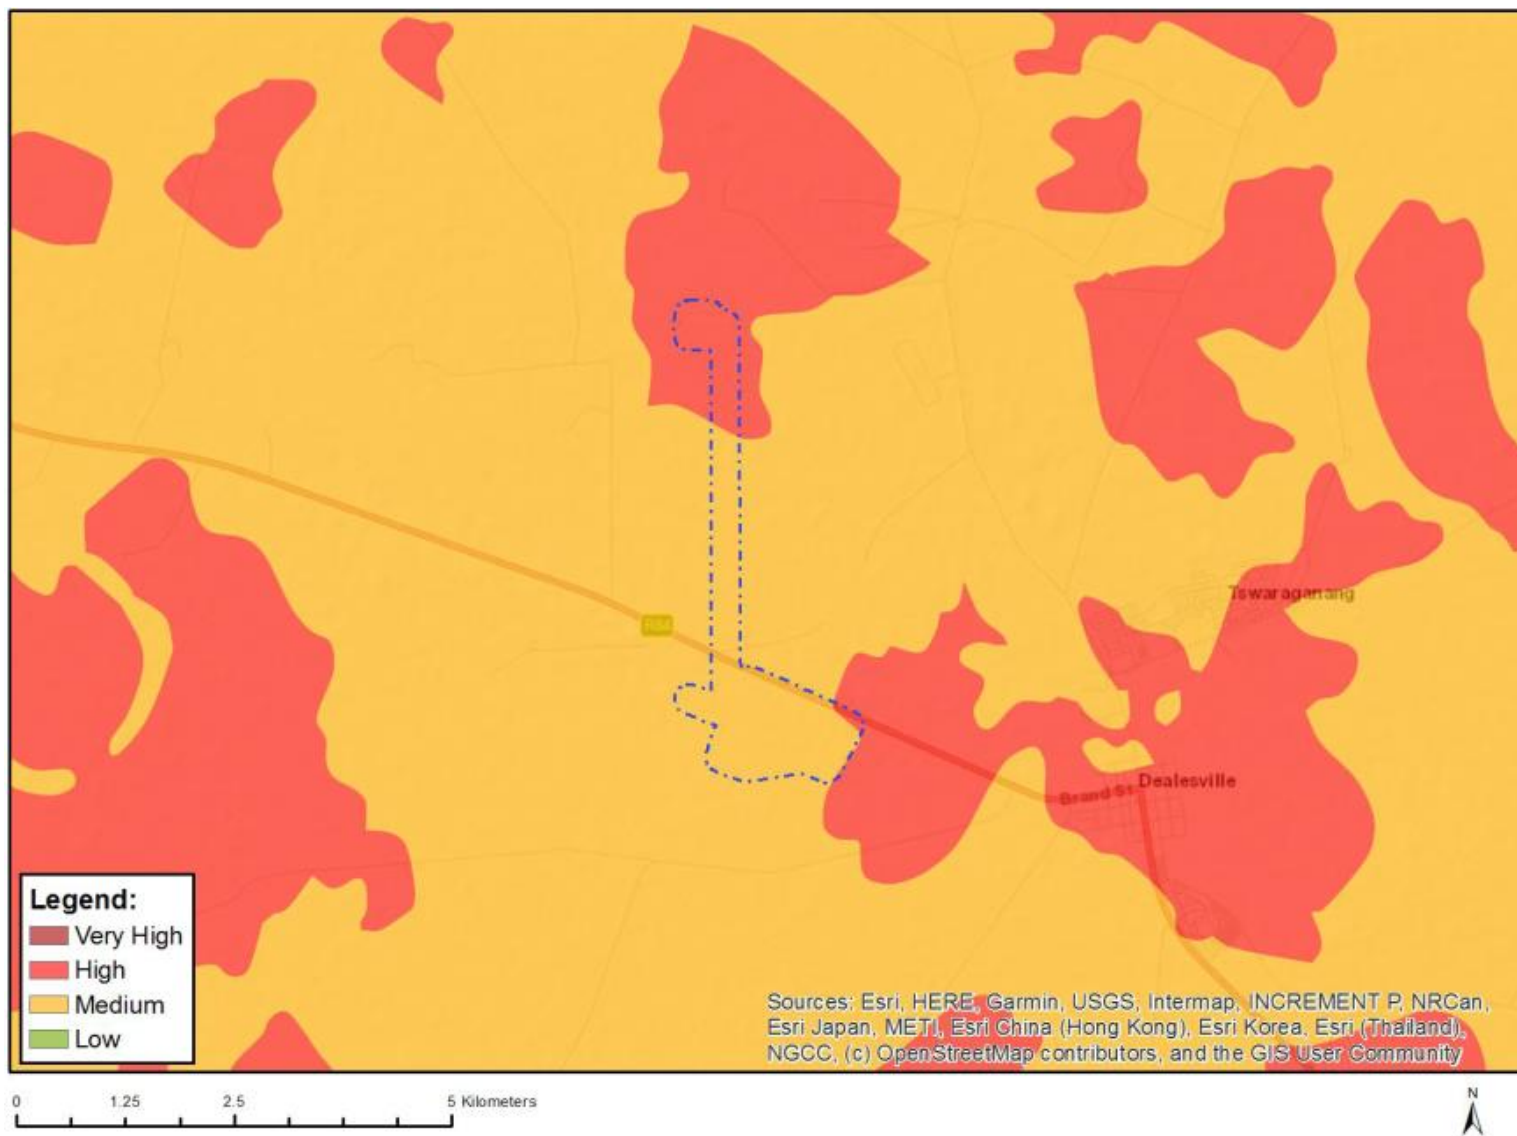 R64
Tswaraganang
Dealesville
Brand St
Legend:
Very High
High
Medium
Low
Sources: Esri, HERE, Garmin, USGS, Intermap, INCREMENT P, NRCan,
Esri Japan, METI, Esri China (Hong Kong), Esri Korea, Esri (Thailand),
NGCC, (c) OpenStreetMap contributors, and the GIS User Community
0 1.25 2.5 5 Kilometers
N